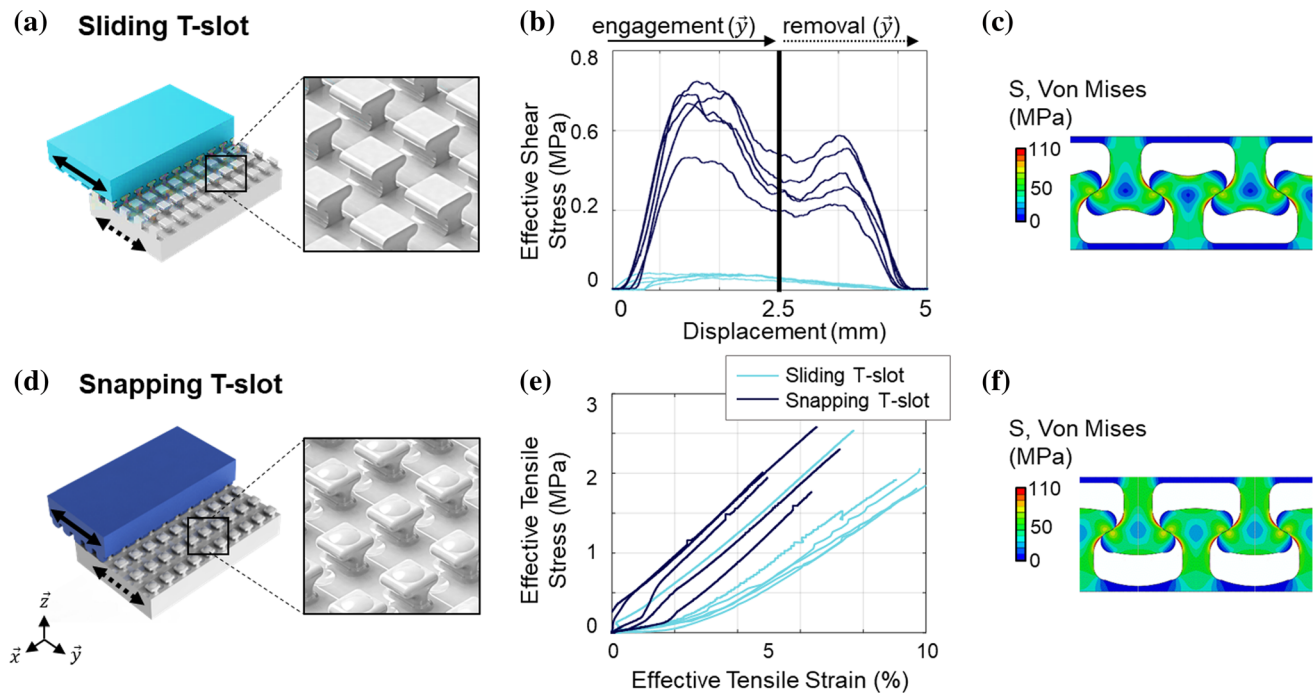 (a) Sliding T-slot
(b)
engagement (y⃗) removal (y⃗)
0.8
0.6
0.2
0
Effective Shear
Stress (MPa)
0 2.5 5
Displacement (mm)
(c)
S, Von Mises
(MPa)
110
50
0
(d) Snapping T-slot
z⃗
x⃗ y⃗
(e)
Sliding T-slot
Snapping T-slot
3
2
1
0
Effective Tensile
Stress (MPa)
0 5 10
Effective Tensile Strain (%)
(f)
S, Von Mises
(MPa)
110
50
0